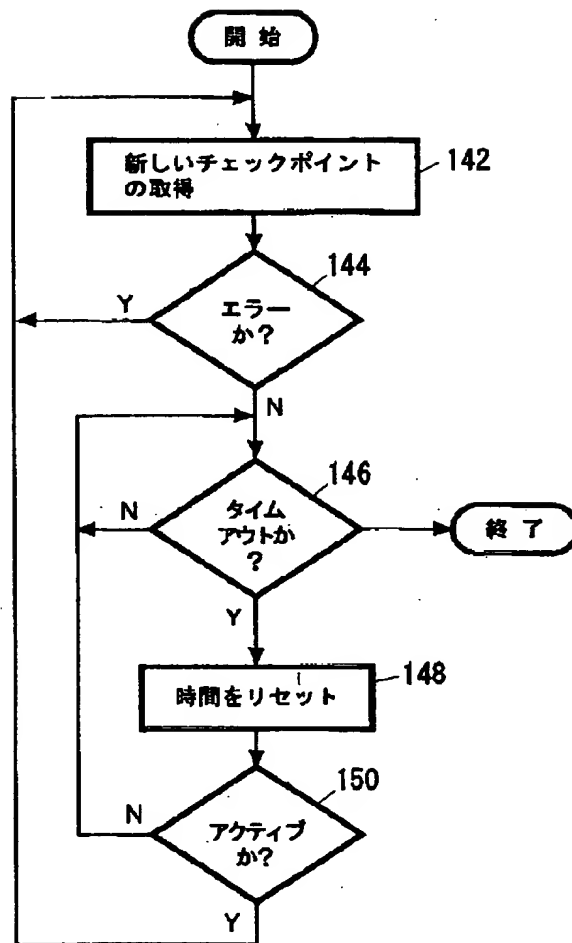 開始
新しいチェックポイント
の取得
142
144
エラー
か?
Y
N
146
タイム
アウトか
?
N
終了
Y
時間をリセット
148
150
アクティブ
か?
N
Y